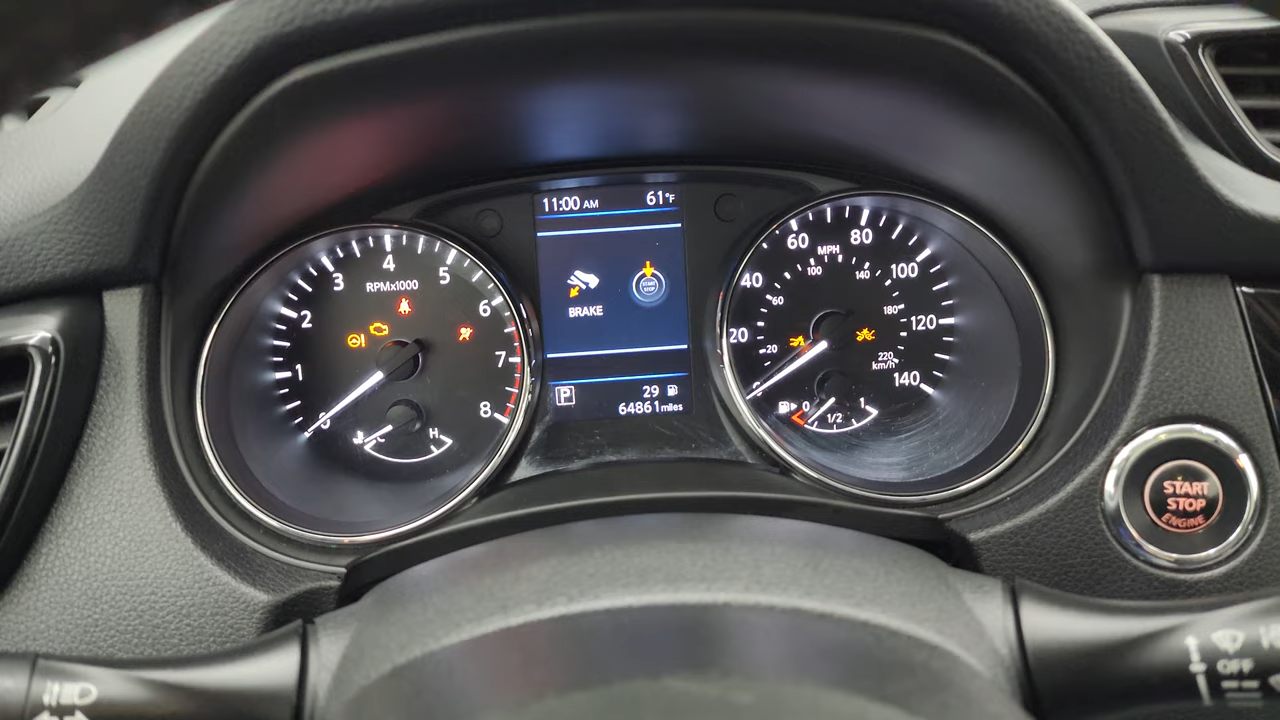 11:00 AM 61°F
START
STOP
BRAKE
P 29
64861 miles
RPMx1000
0 1 2 3 4 5 6 7 8
H
MPH
0 20 40 60 80 100 120 140
20 60 100 140 180 220
km/h
0 1/2 1
START
STOP
ENGINE
OFF